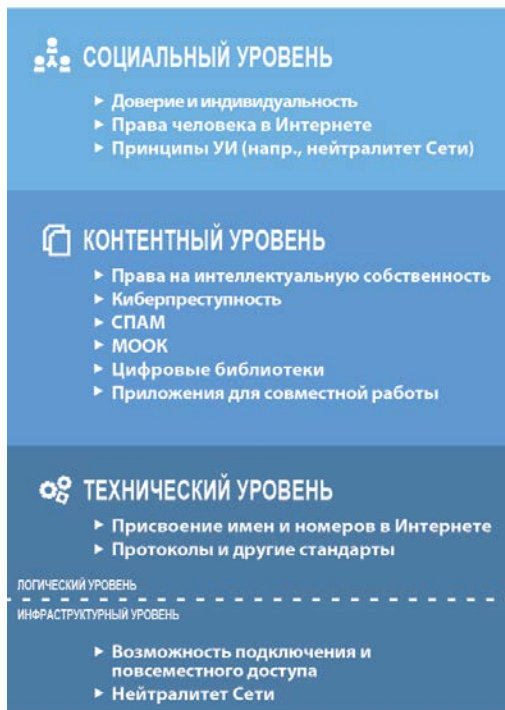 СОЦИАЛЬНЫЙ УРОВЕНЬ
▸ Доверие и индивидуальность
▸ Права человека в Интернете
▸ Принципы УИ (напр., нейтралитет Сети)
КОНТЕНТНЫЙ УРОВЕНЬ
▸ Права на интеллектуальную собственность
▸ Киберпреступность
▸ СПАМ
▸ МООК
▸ Цифровые библиотеки
▸ Приложения для совместной работы
ТЕХНИЧЕСКИЙ УРОВЕНЬ
▸ Присвоение имен и номеров в Интернете
▸ Протоколы и другие стандарты
ЛОГИЧЕСКИЙ УРОВЕНЬ
ИНФРАСТРУКТУРНЫЙ УРОВЕНЬ
▸ Возможность подключения и
повсеместного доступа
▸ Нейтралитет Сети